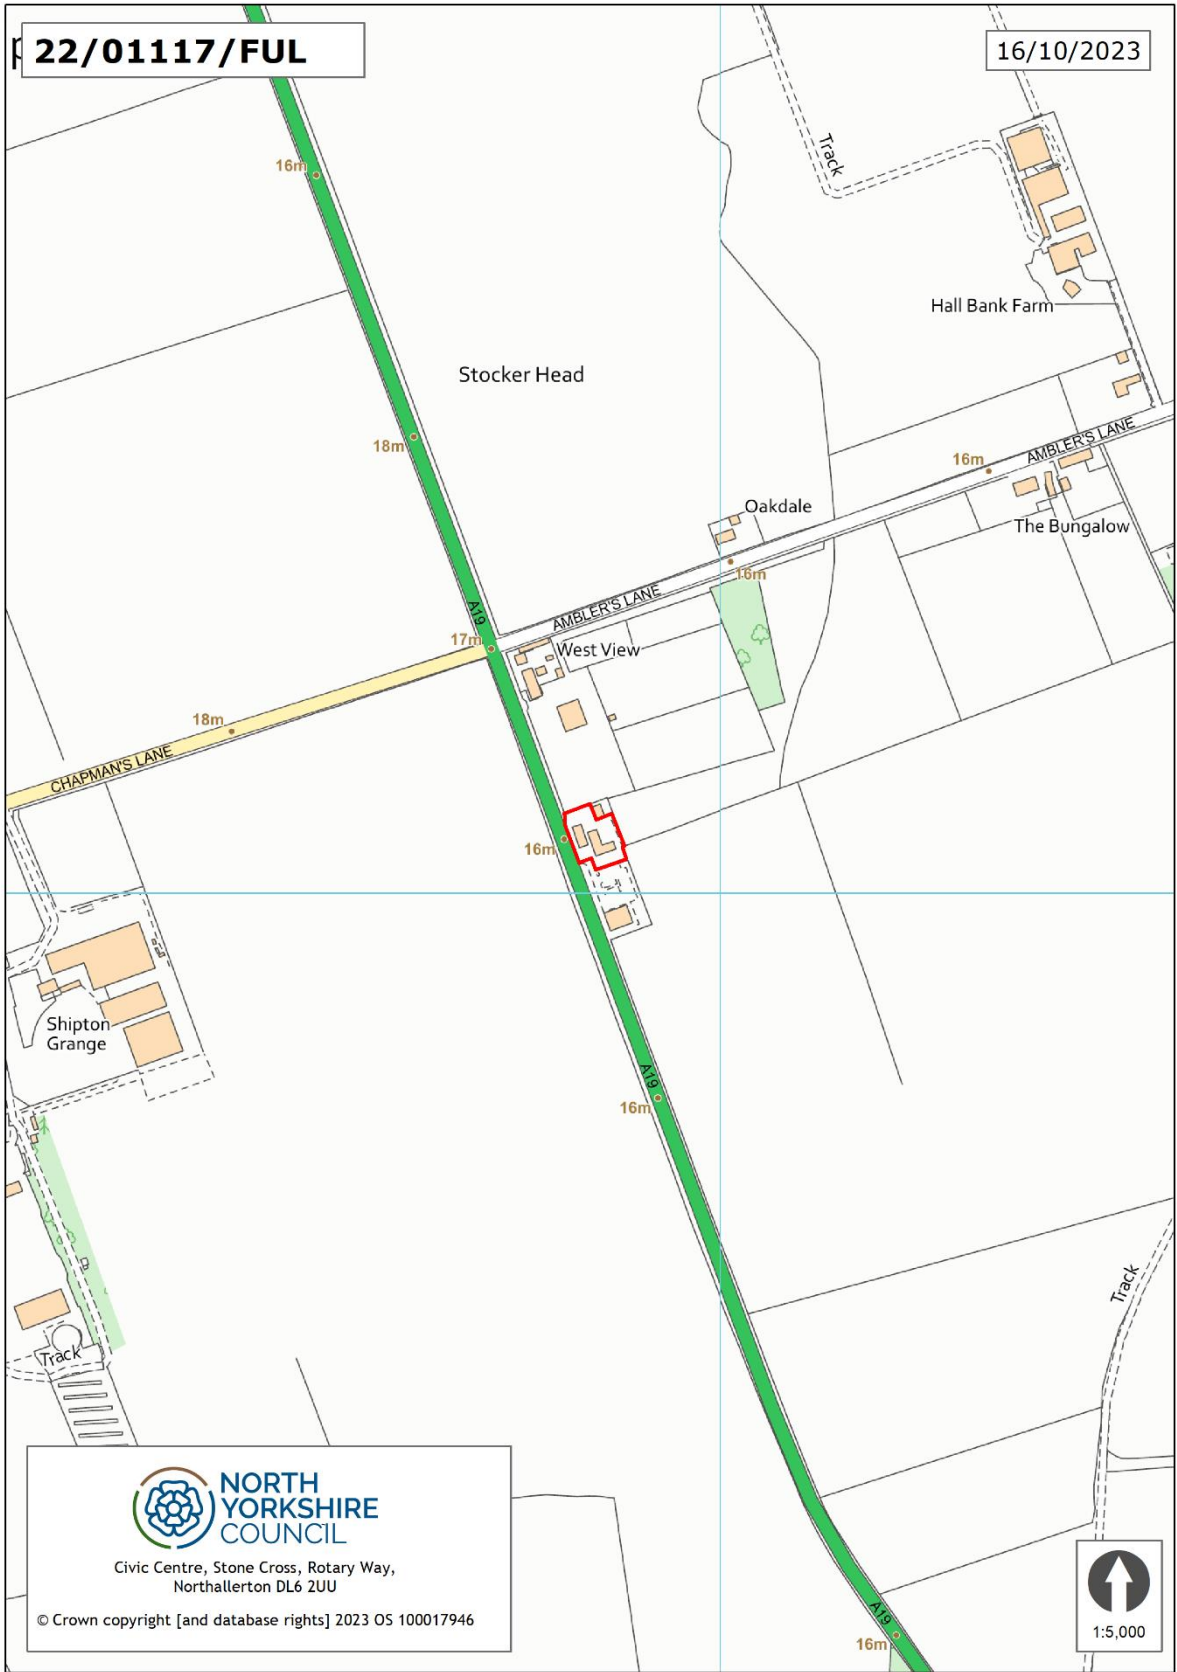 22/01117/FUL
16/10/2023
16m
Track
Hall Bank Farm
Stocker Head
18m
AMBLER'S LANE
16m
Oakdale
The Bungalow
16m
A19
AMBLER'S LANE
17m
West View
18m
CHAPMAN'S LANE
16m
Shipton
Grange
A19
16m
Track
Track
NORTH
YORKSHIRE
COUNCIL
Civic Centre, Stone Cross, Rotary Way,
Northallerton DL6 2UU
© Crown copyright [and database rights] 2023 OS 100017946
A19
16m
1:5,000